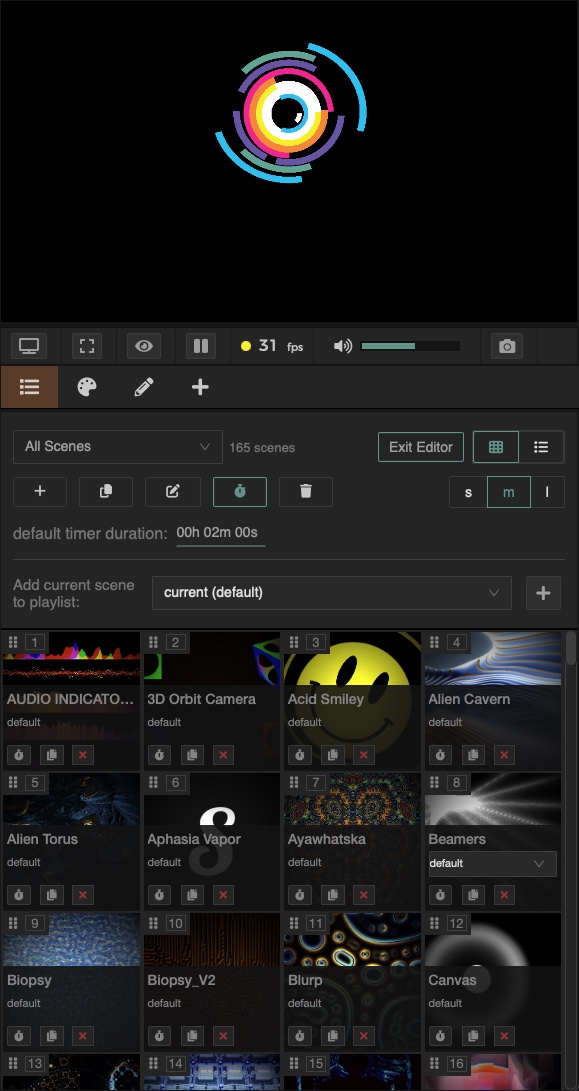 31 fps
All Scenes
165 scenes
Exit Editor
s
m
l
default timer duration: 00h 02m 00s
Add current scene
to playlist:
current (default)
1
2
3
4
AUDIO INDICATO...
3D Orbit Camera
Acid Smiley
Alien Cavern
default
default
default
default
5
6
7
8
Alien Torus
Aphasia Vapor
Ayawhatska
Beamers
default
default
default
default
9
10
11
12
Biopsy
Biopsy_V2
Blurp
Canvas
default
default
default
default
13
14
15
16